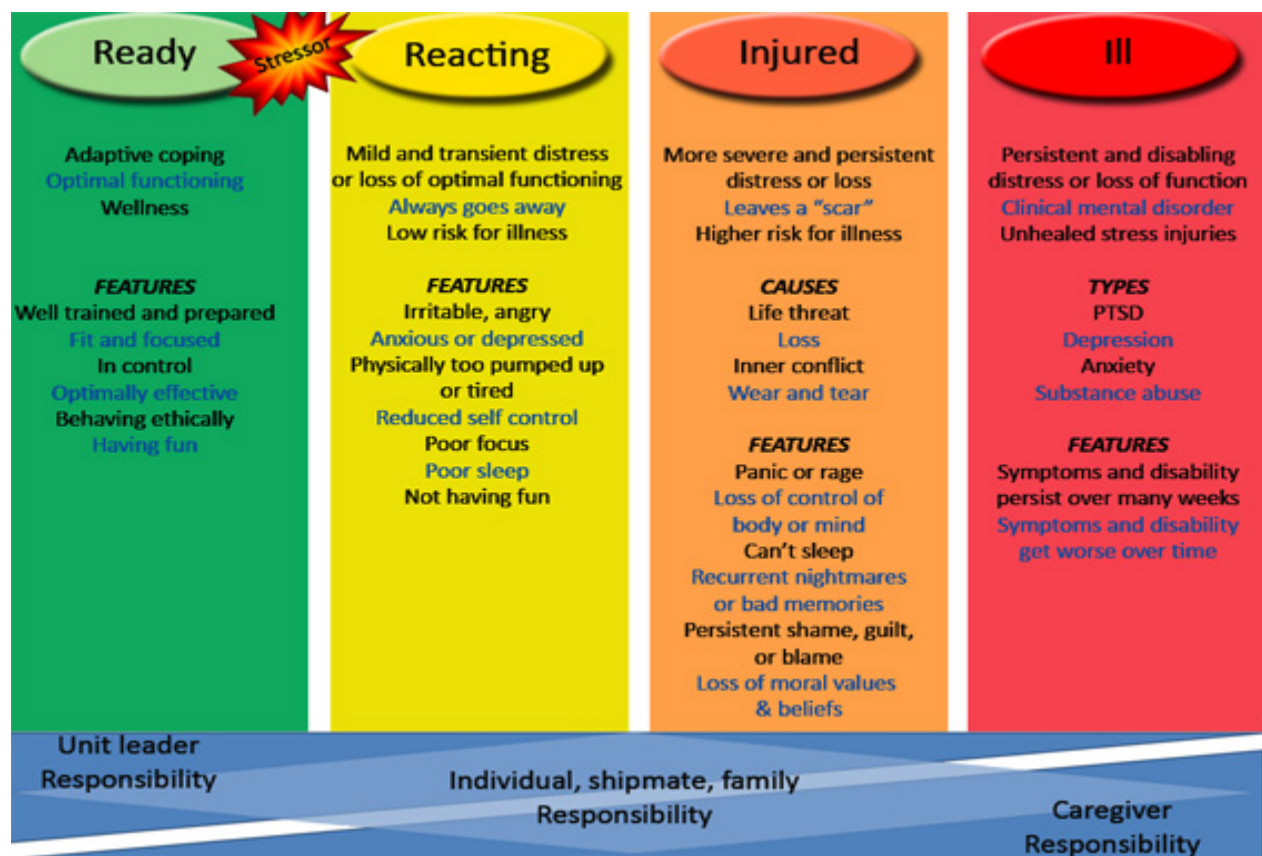 Ready
Stressor
Reacting
Injured
Ill
Adaptive coping
Optimal functioning
Wellness
FEATURES
Well trained and prepared
Fit and focused
In control
Optimally effective
Behaving ethically
Having fun
Mild and transient distress
or loss of optimal functioning
Always goes away
Low risk for illness
FEATURES
Irritable, angry
Anxious or depressed
Physically too pumped up
or tired
Reduced self control
Poor focus
Poor sleep
Not having fun
More severe and persistent
distress or loss
Leaves a “scar”
Higher risk for illness
CAUSES
Life threat
Loss
Inner conflict
Wear and tear
FEATURES
Panic or rage
Loss of control of
body or mind
Can’t sleep
Recurrent nightmares
or bad memories
Persistent shame, guilt,
or blame
Loss of moral values
& beliefs
Persistent and disabling
distress or loss of function
Clinical mental disorder
Unhealed stress injuries
TYPES
PTSD
Depression
Anxiety
Substance abuse
FEATURES
Symptoms and disability
persist over many weeks
Symptoms and disability
get worse over time
Unit leader
Responsibility
Individual, shipmate, family
Responsibility
Caregiver
Responsibility